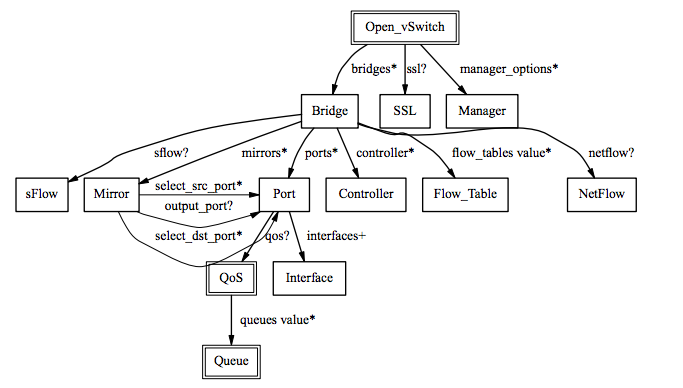 Open_vSwitch
bridges*
ssl?
manager_options*
Bridge
SSL
Manager
sflow?
mirrors*
ports*
controller*
flow_tables value*
netflow?
sFlow
Mirror
select_src_port*
output_port?
Port
Controller
Flow_Table
NetFlow
select_dst_port*
qos?
interfaces+
QoS
Interface
queues value*
Queue